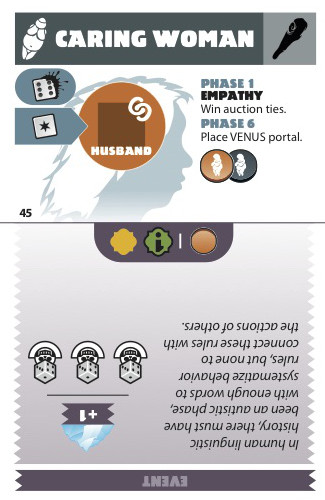 CARING WOMAN
PHASE 1
EMPATHY
Win auction ties.
PHASE 6
Place VENUS portal.
HUSBAND
45
EVENT
In human linguistic
history, there must have
been an autistic phase,
with enough words to
systematize behavior
rules, but none to
connect these rules with
the actions of others.
+1